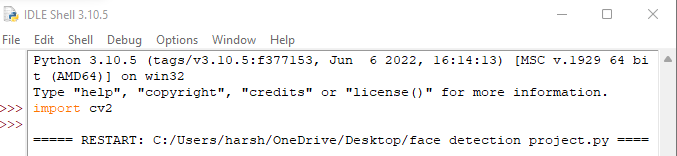 IDLE Shell 3.10.5
File Edit Shell Debug Options Window Help
Python 3.10.5 (tags/v3.10.5:f377153, Jun  6 2022, 16:14:13) [MSC v.1929 64 bi
t (AMD64)] on win32
Type "help", "copyright", "credits" or "license()" for more information.
>>> import cv2
>>>
===== RESTART: C:/Users/harsh/OneDrive/Desktop/face detection project.py ====